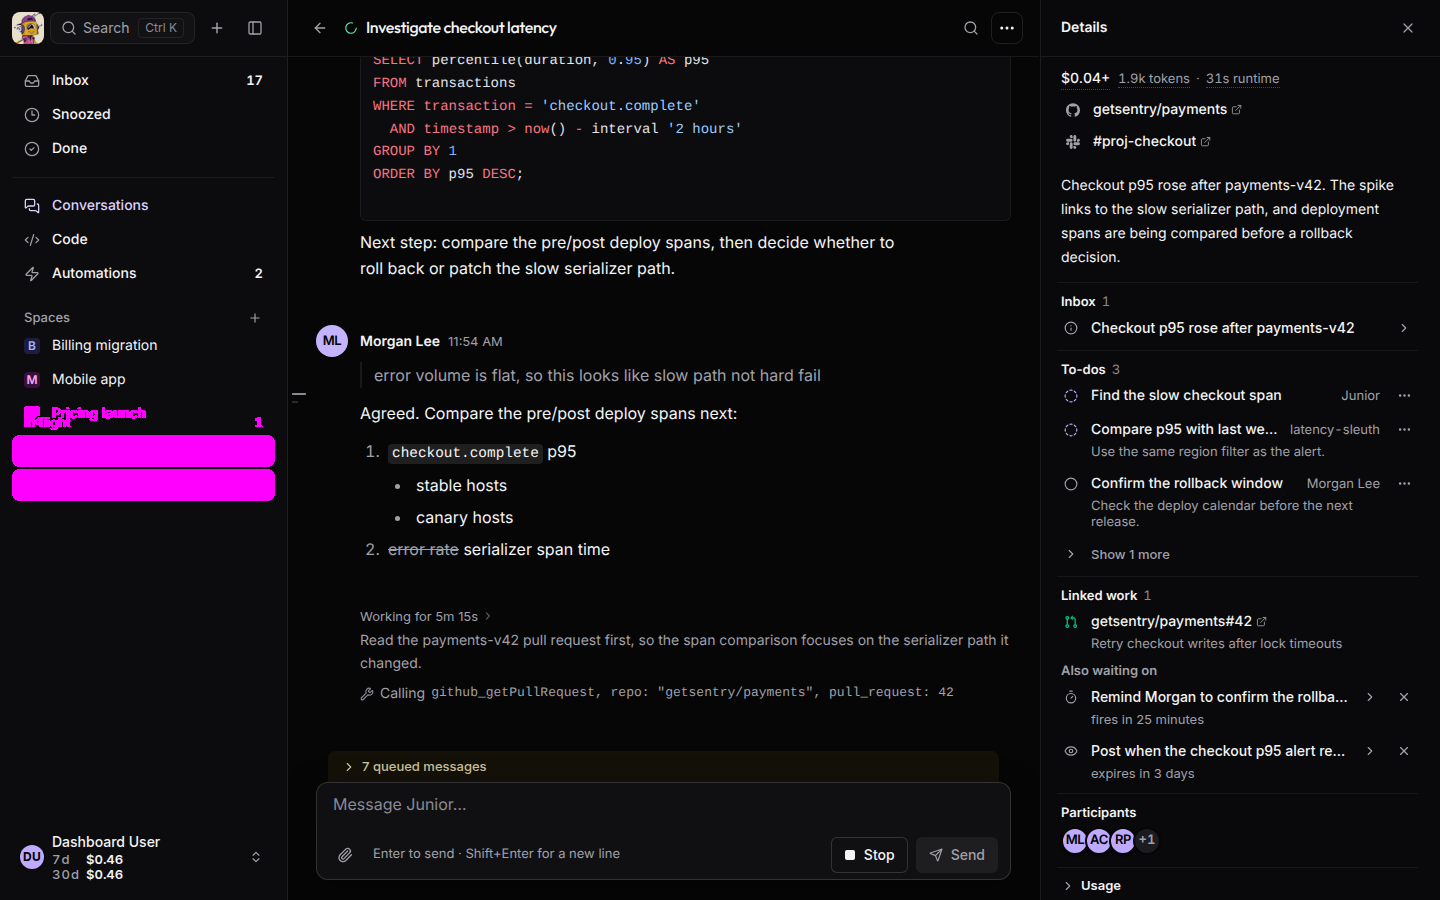 Search Ctrl K
Inbox 17
Snoozed
Done
Conversations
Code
Automations 2
Spaces
B Billing migration
M Mobile app
Pricing launch
In flight 1
DU Dashboard User
7d $0.46
30d $0.46
Investigate checkout latency
SELECT percentile(duration, 0.95) AS p95
FROM transactions
WHERE transaction = 'checkout.complete'
AND timestamp > now() - interval '2 hours'
GROUP BY 1
ORDER BY p95 DESC;
Next step: compare the pre/post deploy spans, then decide whether to
roll back or patch the slow serializer path.
ML Morgan Lee 11:54 AM
error volume is flat, so this looks like slow path not hard fail
Agreed. Compare the pre/post deploy spans next:
1. checkout.complete p95
• stable hosts
• canary hosts
2. error rate serializer span time
Working for 5m 15s
Read the payments-v42 pull request first, so the span comparison focuses on the serializer path it
changed.
Calling github_getPullRequest, repo: "getsentry/payments", pull_request: 42
7 queued messages
Message Junior...
Enter to send · Shift+Enter for a new line
Stop
Send
Details
$0.04+ 1.9k tokens · 31s runtime
getsentry/payments
#proj-checkout
Checkout p95 rose after payments-v42. The spike
links to the slow serializer path, and deployment
spans are being compared before a rollback
decision.
Inbox 1
Checkout p95 rose after payments-v42
To-dos 3
Find the slow checkout span Junior
Compare p95 with last we... latency-sleuth
Use the same region filter as the alert.
Confirm the rollback window Morgan Lee
Check the deploy calendar before the next
release.
Show 1 more
Linked work 1
getsentry/payments#42
Retry checkout writes after lock timeouts
Also waiting on
Remind Morgan to confirm the rollba...
fires in 25 minutes
Post when the checkout p95 alert re...
expires in 3 days
Participants
ML AC RP +1
Usage